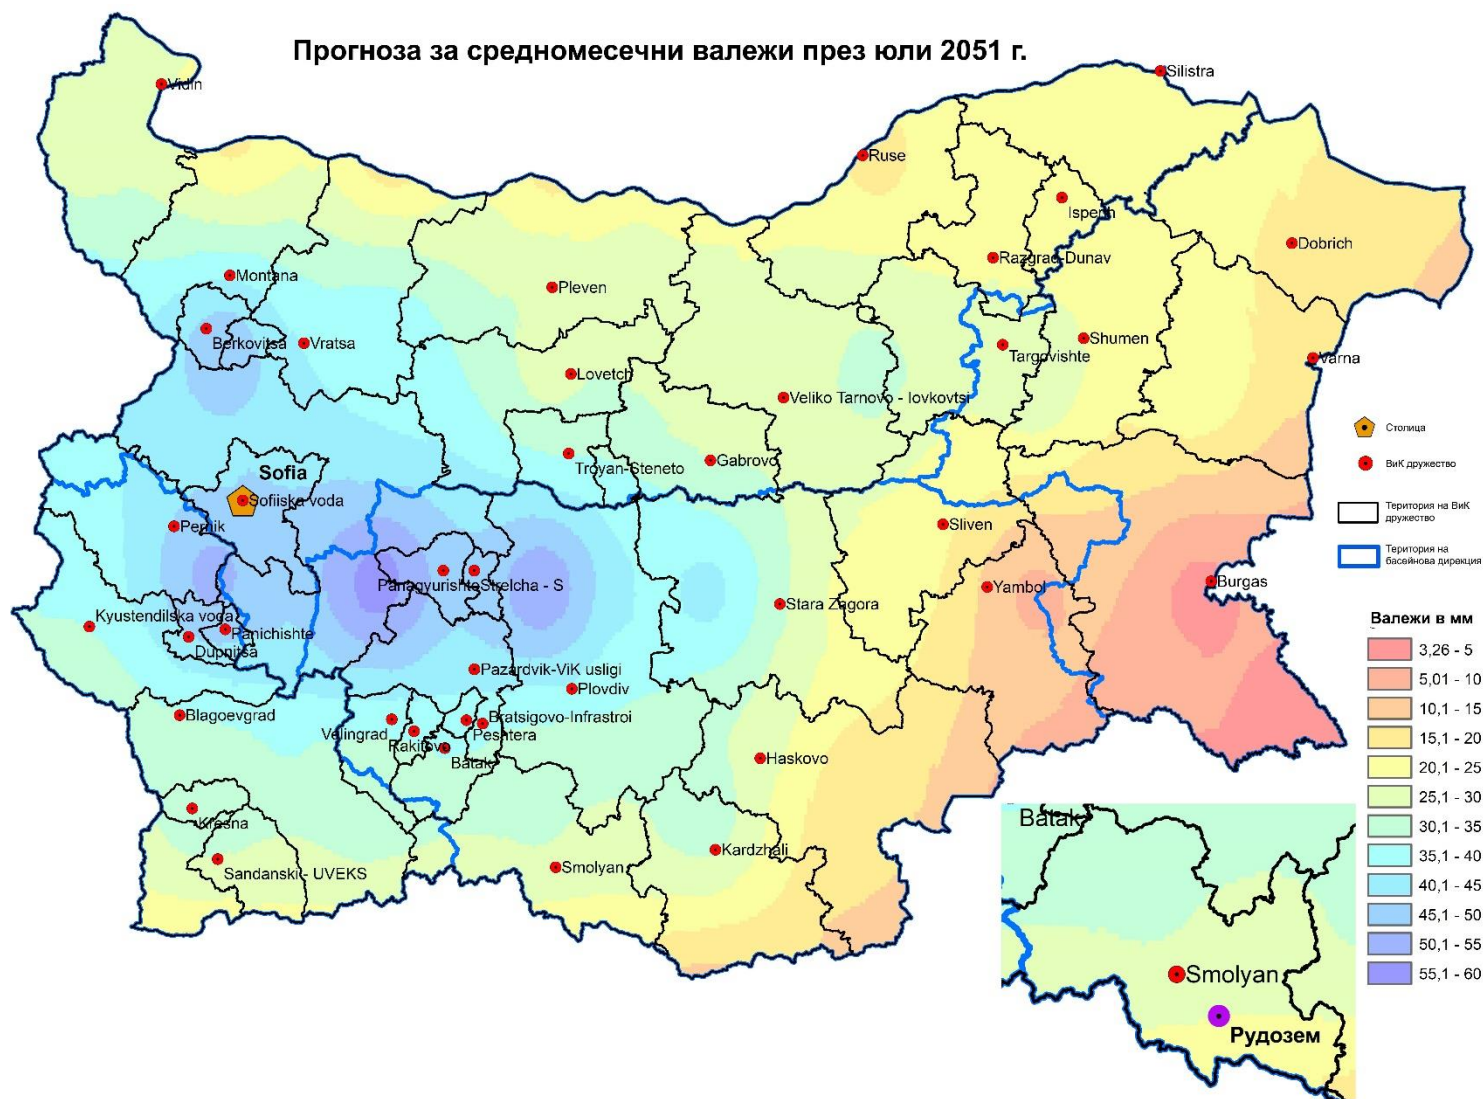 Прогноза за средномесечни валежи през юли 2051 г.
Vidin
Silistra
Ruse
Isperih
Dobrich
Razgrad-Dunav
Montana
Pleven
Berkovitsa
Vratsa
Shumen
Targovishte
Varna
Lovetch
Veliko Tarnovo - Iovkovtsi
Troyan-Steneto
Gabrovo
Sofia
Sofiiska voda
Pernik
Sliven
Panagyurishte
Strelcha - S
Yambol
Burgas
Stara Zagora
Kyustendilska voda
Panichishte
Dupnitsa
Pazardvik-ViK usligi
Plovdiv
Blagoevgrad
Bratsigovo-Infrastroi
Velingrad
Peshtera
Rakitovo
Batak
Haskovo
Kresna
Kardzhali
Sandanski - UVEKS
Smolyan
Столица
ВиК дружество
Територия на ВиК
дружество
Територия на
басейнова дирекция
Валежи в мм
3,26 - 5
5,01 - 10
10,1 - 15
15,1 - 20
20,1 - 25
25,1 - 30
30,1 - 35
35,1 - 40
40,1 - 45
45,1 - 50
50,1 - 55
55,1 - 60
Batak
Smolyan
Рудозем